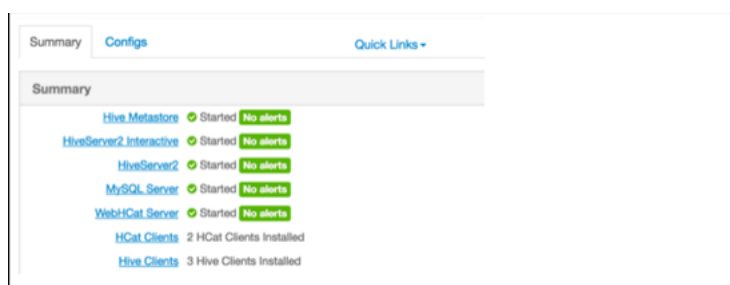 Summary Configs Quick Links
Summary
Hive Metastore Started No alerts
HiveServer2 Interactive Started No alerts
HiveServer2 Started No alerts
MySQL Server Started No alerts
WebHCat Server Started No alerts
HCat Clients 2 HCat Clients Installed
Hive Clients 3 Hive Clients Installed